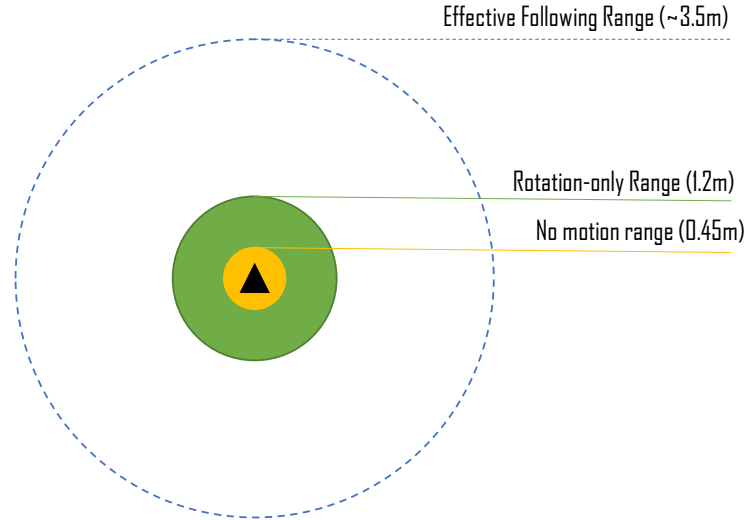 Effective Following Range (~3.5m)
Rotation-only Range (1.2m)
No motion range (0.45m)